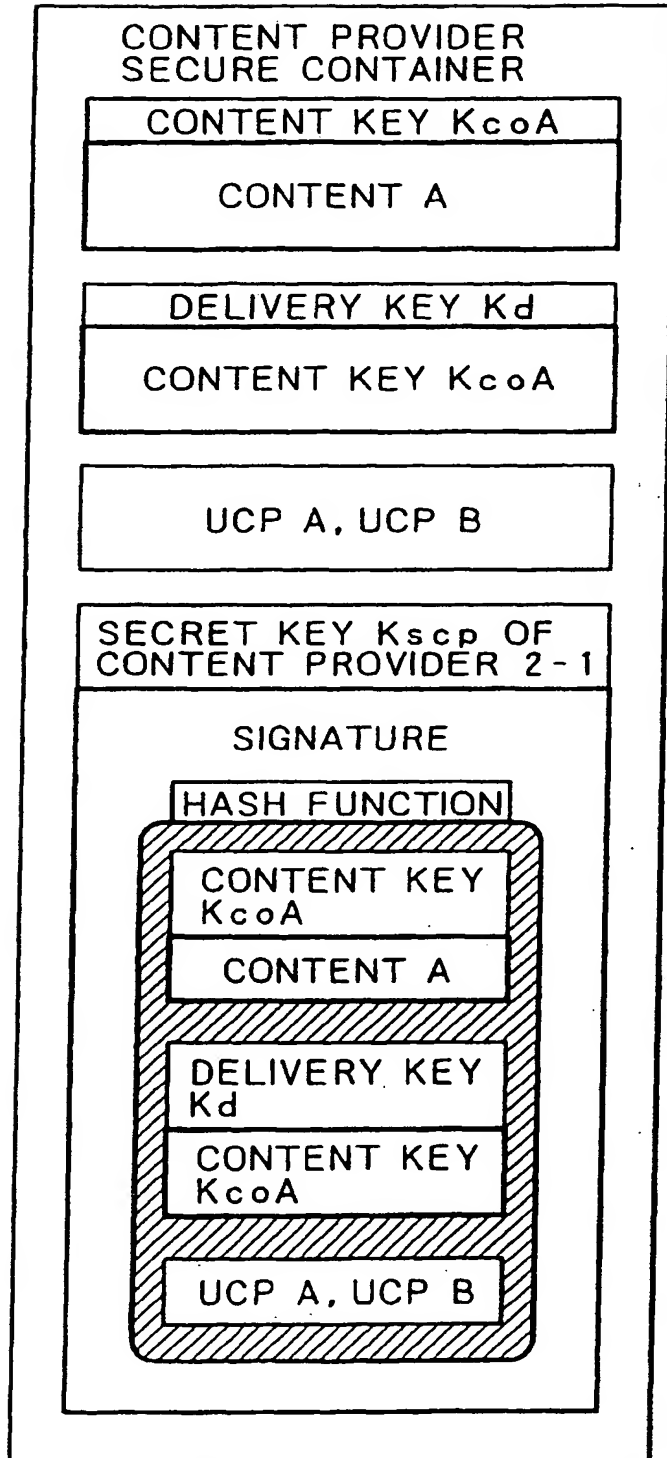 CONTENT PROVIDER
SECURE CONTAINER
CONTENT KEY KcoA
CONTENT A
DELIVERY KEY Kd
CONTENT KEY KcoA
UCP A, UCP B
SECRET KEY Kscp OF
CONTENT PROVIDER 2-1
SIGNATURE
HASH FUNCTION
CONTENT KEY
KcoA
CONTENT A
DELIVERY KEY
Kd
CONTENT KEY
KcoA
UCP A, UCP B